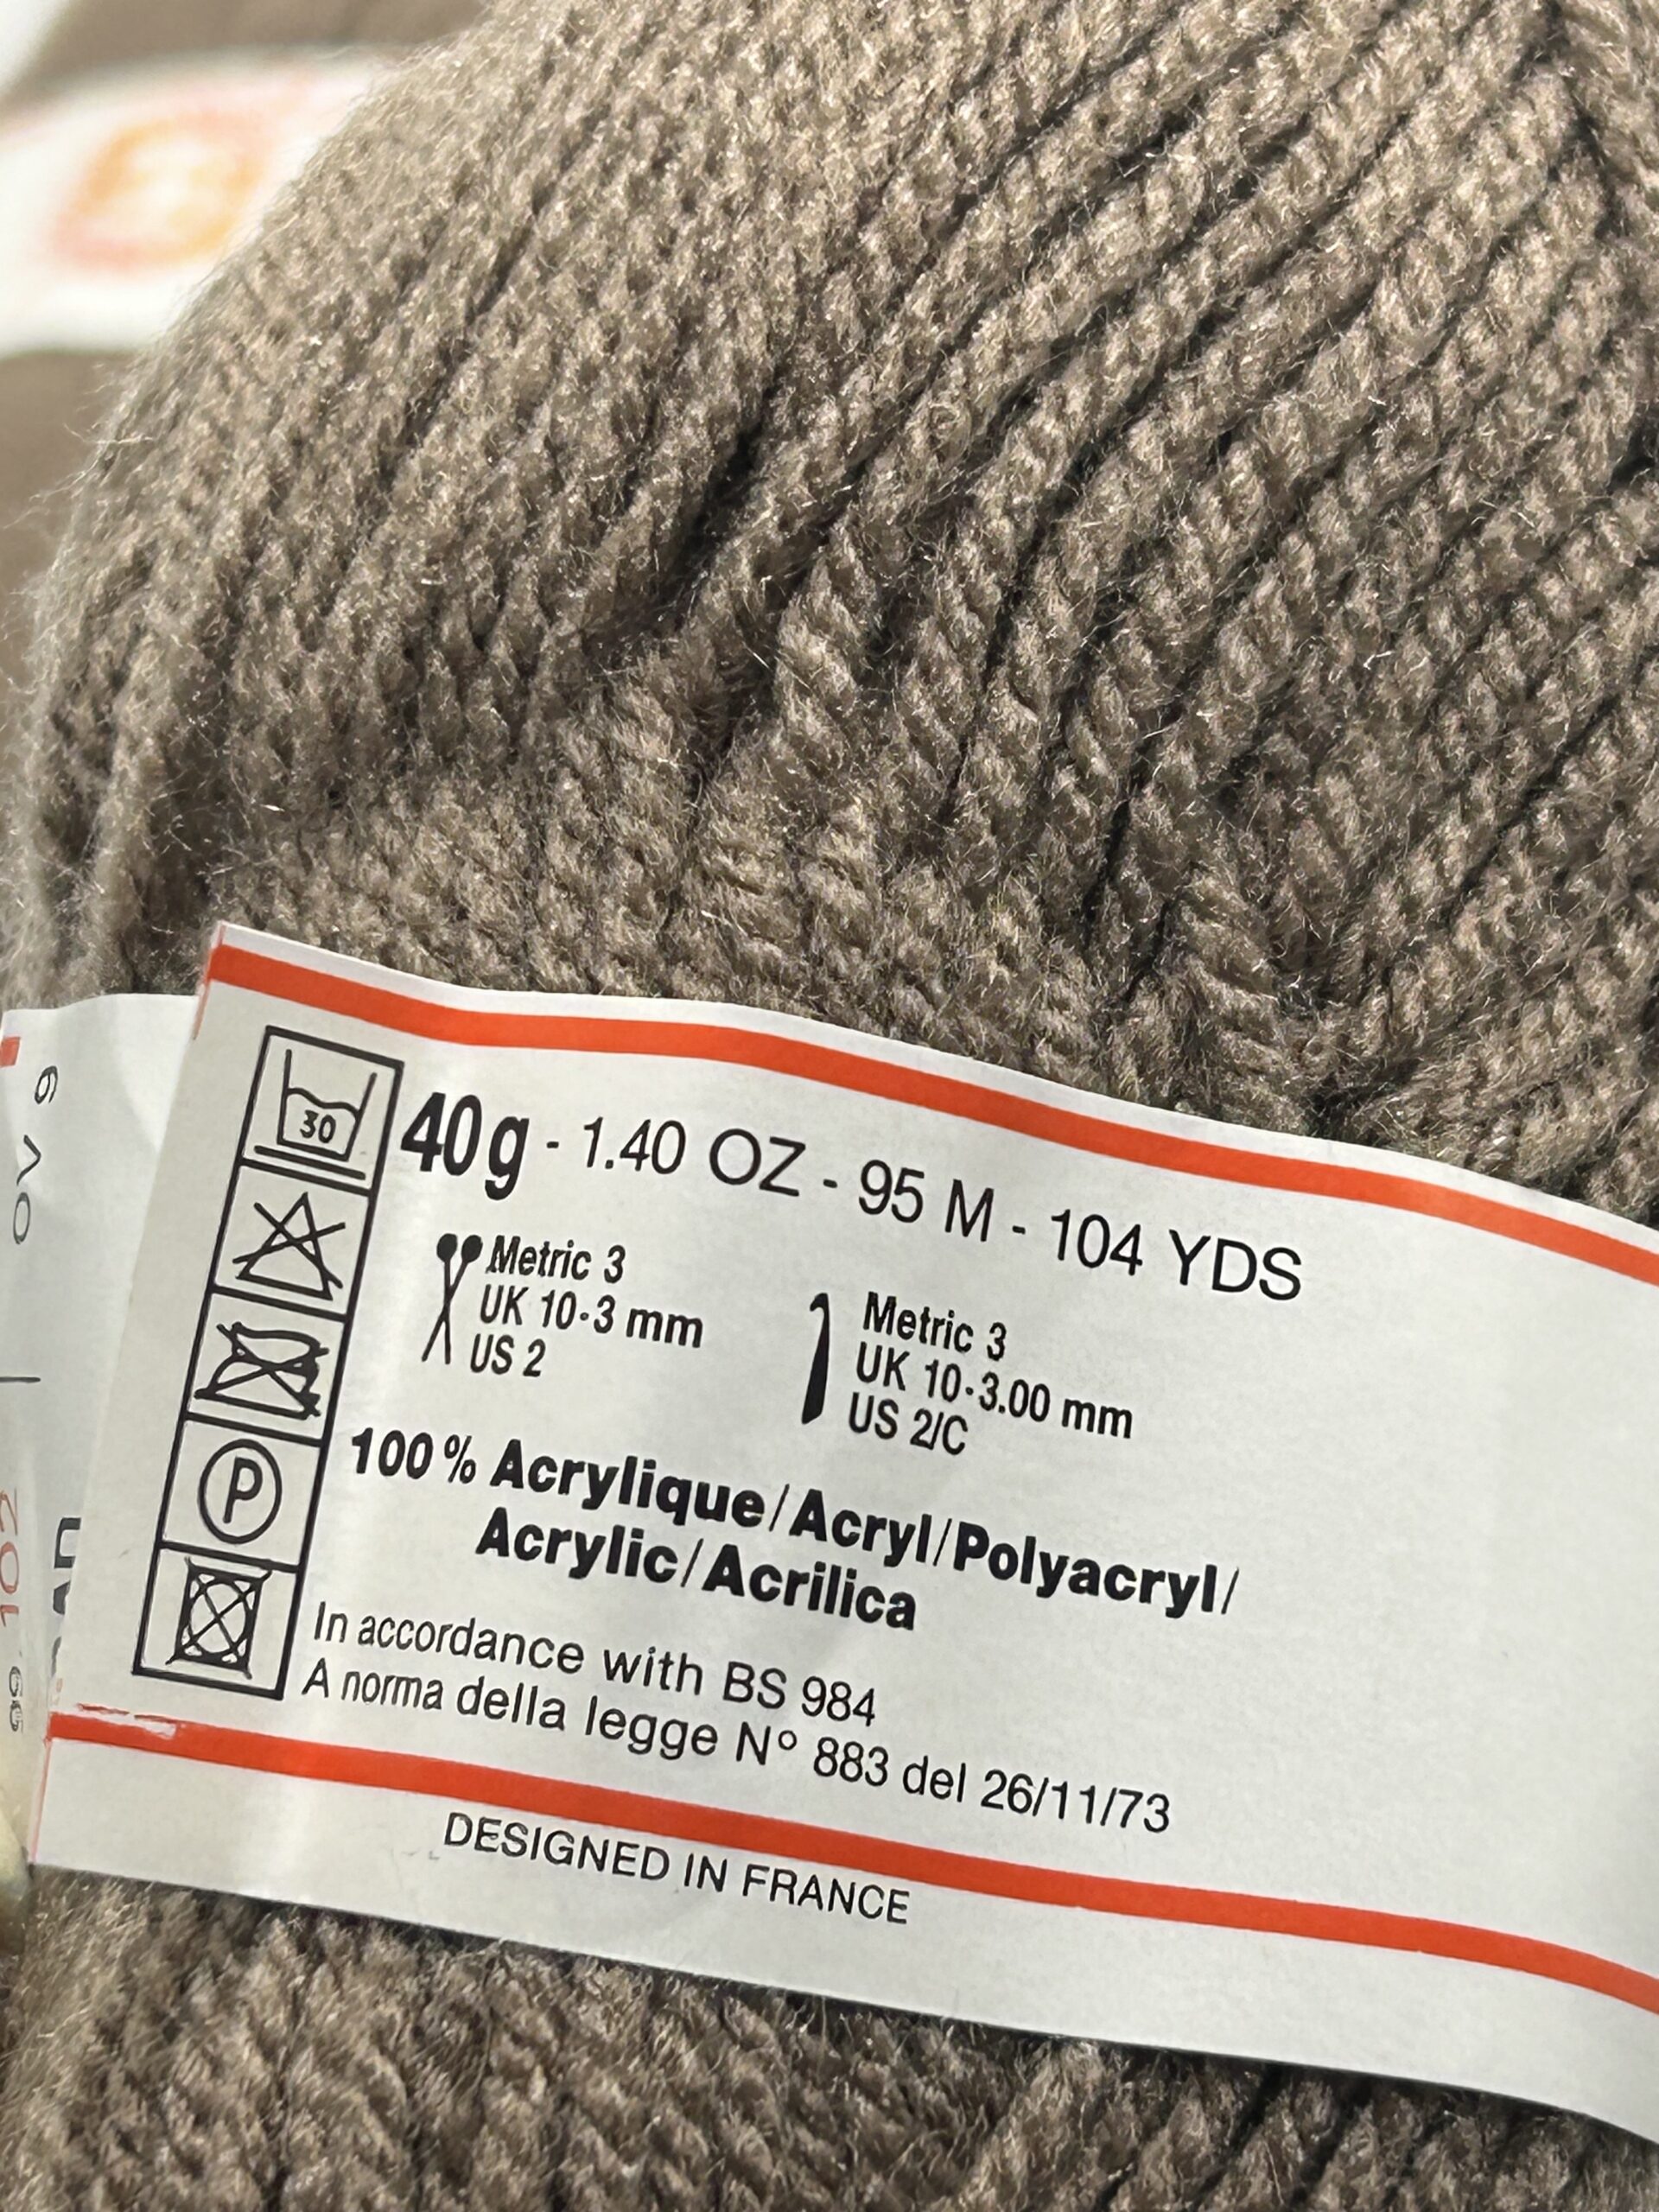 30
40 g - 1.40 OZ - 95 M - 104 YDS
Metric 3
UK 10-3 mm
US 2
Metric 3
UK 10-3.00 mm
US 2/C
100 % Acrylique/Acryl/Polyacryl/
Acrylic/Acrilica
P
In accordance with BS 984
A norma della legge N° 883 del 26/11/73
DESIGNED IN FRANCE
102